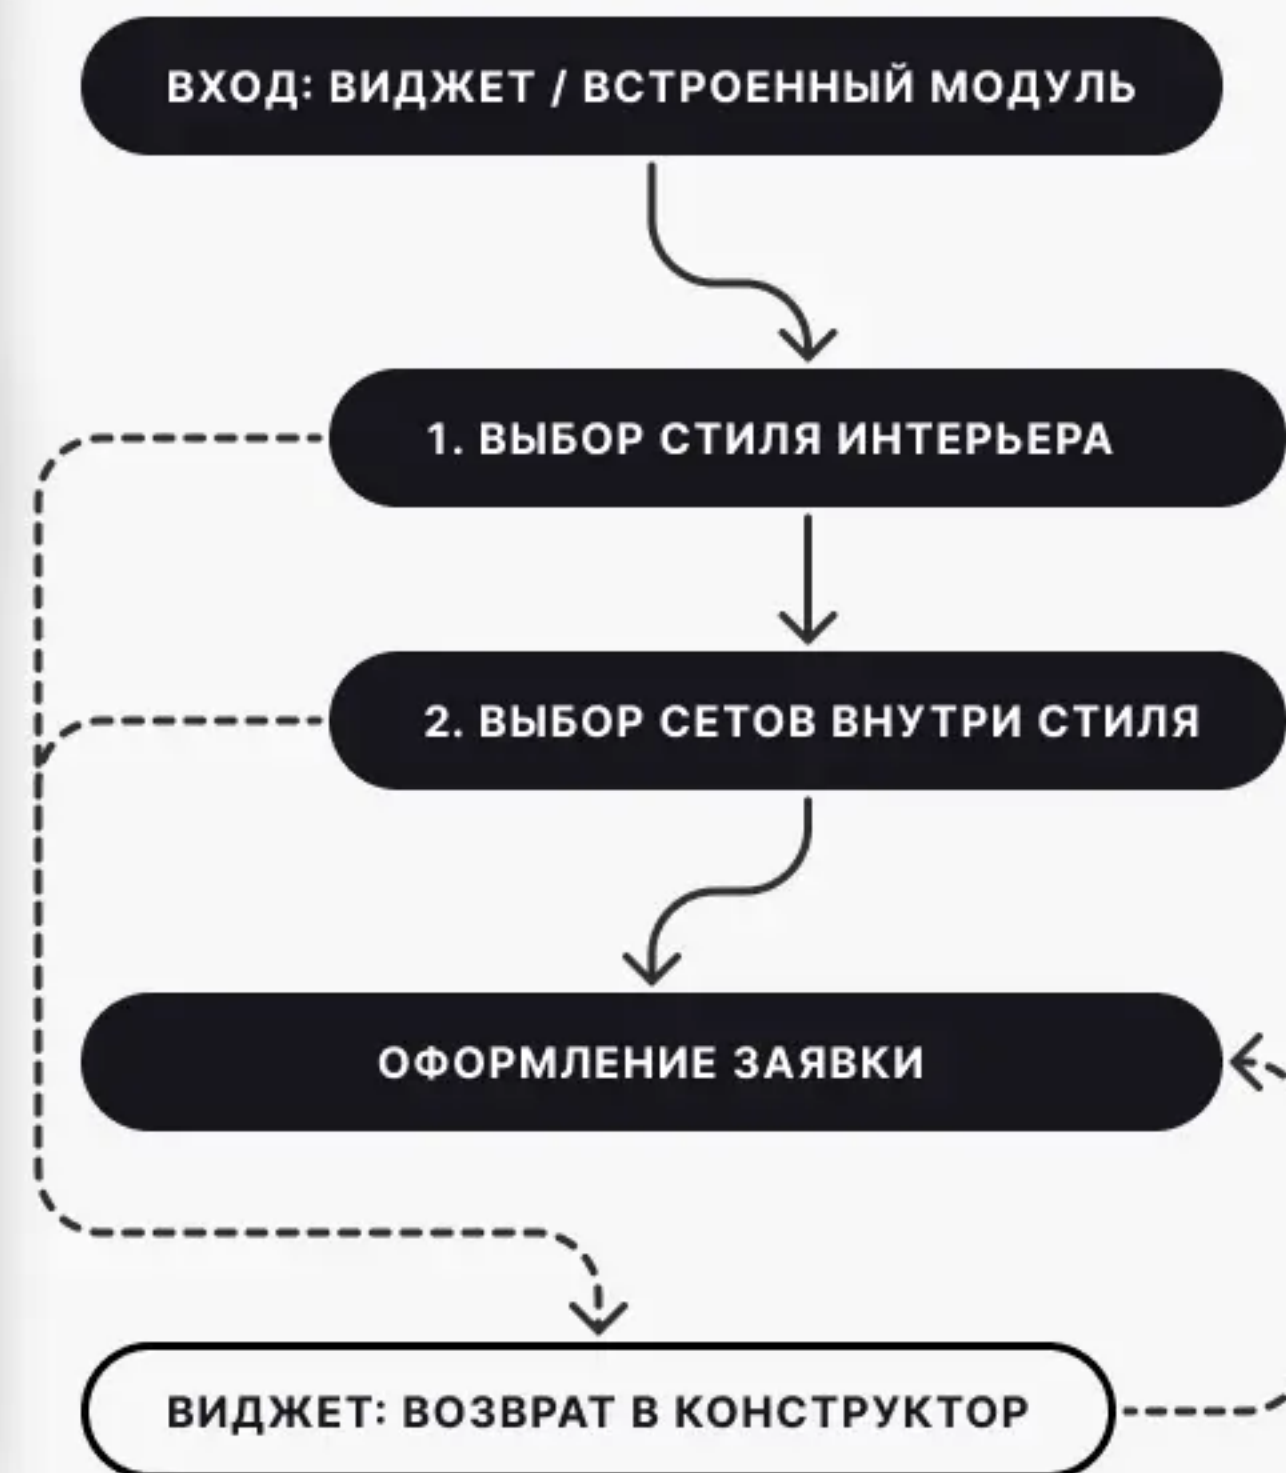 ВХОД: ВИДЖЕТ / ВСТРОЕННЫЙ МОДУЛЬ
1. ВЫБОР СТИЛЯ ИНТЕРЬЕРА
2. ВЫБОР СЕТОВ ВНУТРИ СТИЛЯ
ОФОРМЛЕНИЕ ЗАЯВКИ
ВИДЖЕТ: ВОЗВРАТ В КОНСТРУКТОР